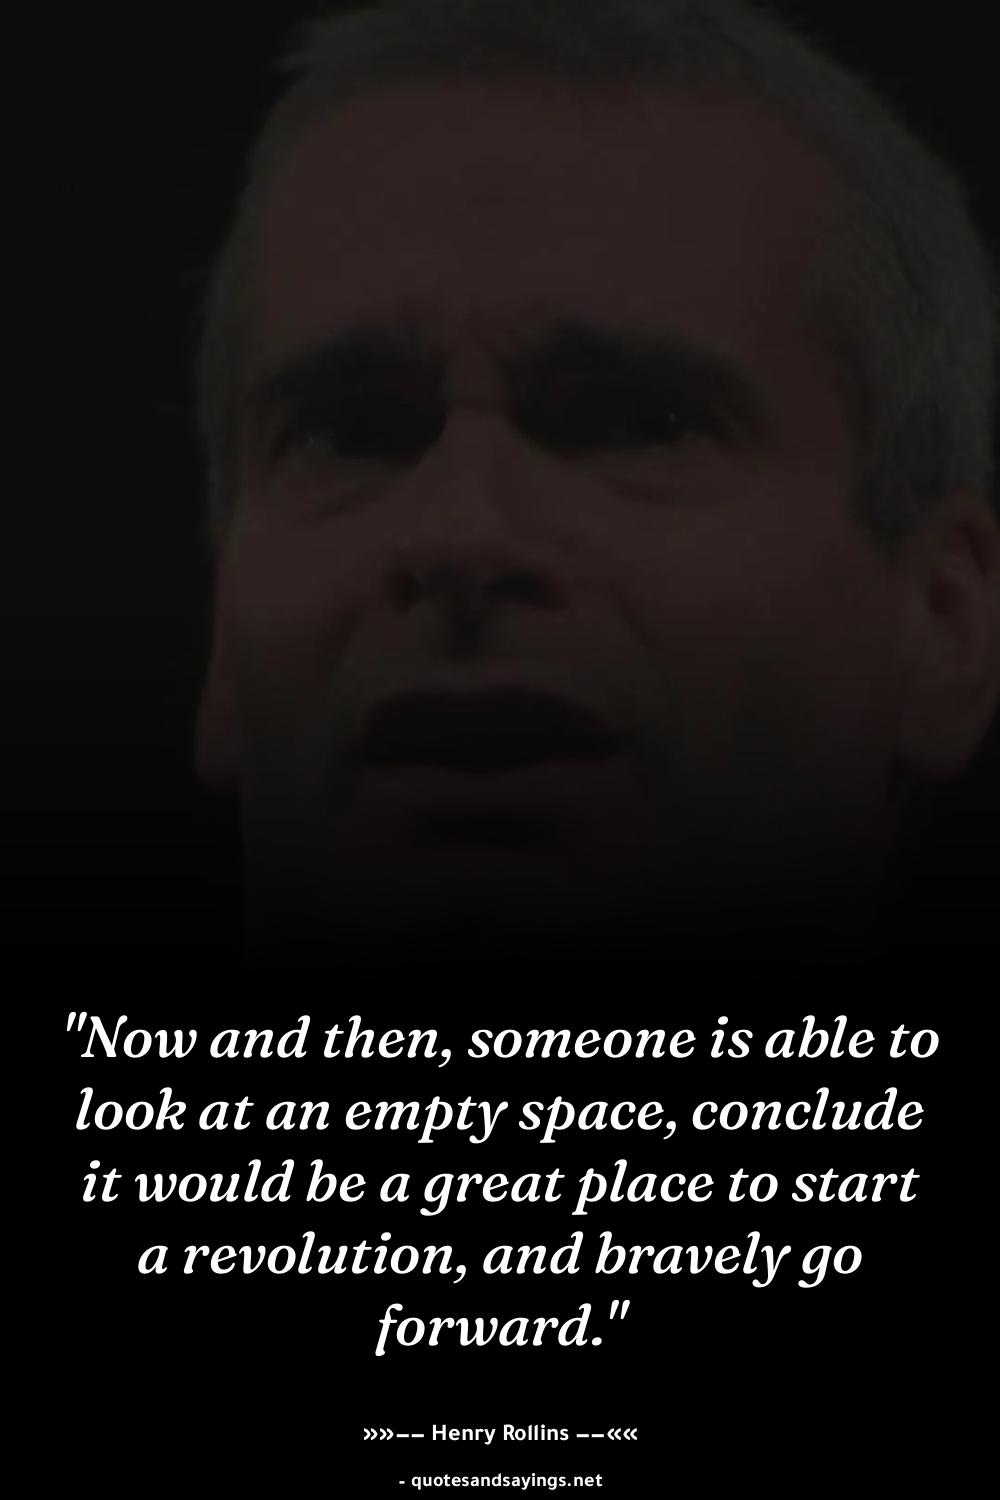 "Now and then, someone is able to
look at an empty space, conclude
it would be a great place to start
a revolution, and bravely go
forward."
»»–– Henry Rollins ––««
- quotesandsayings.net